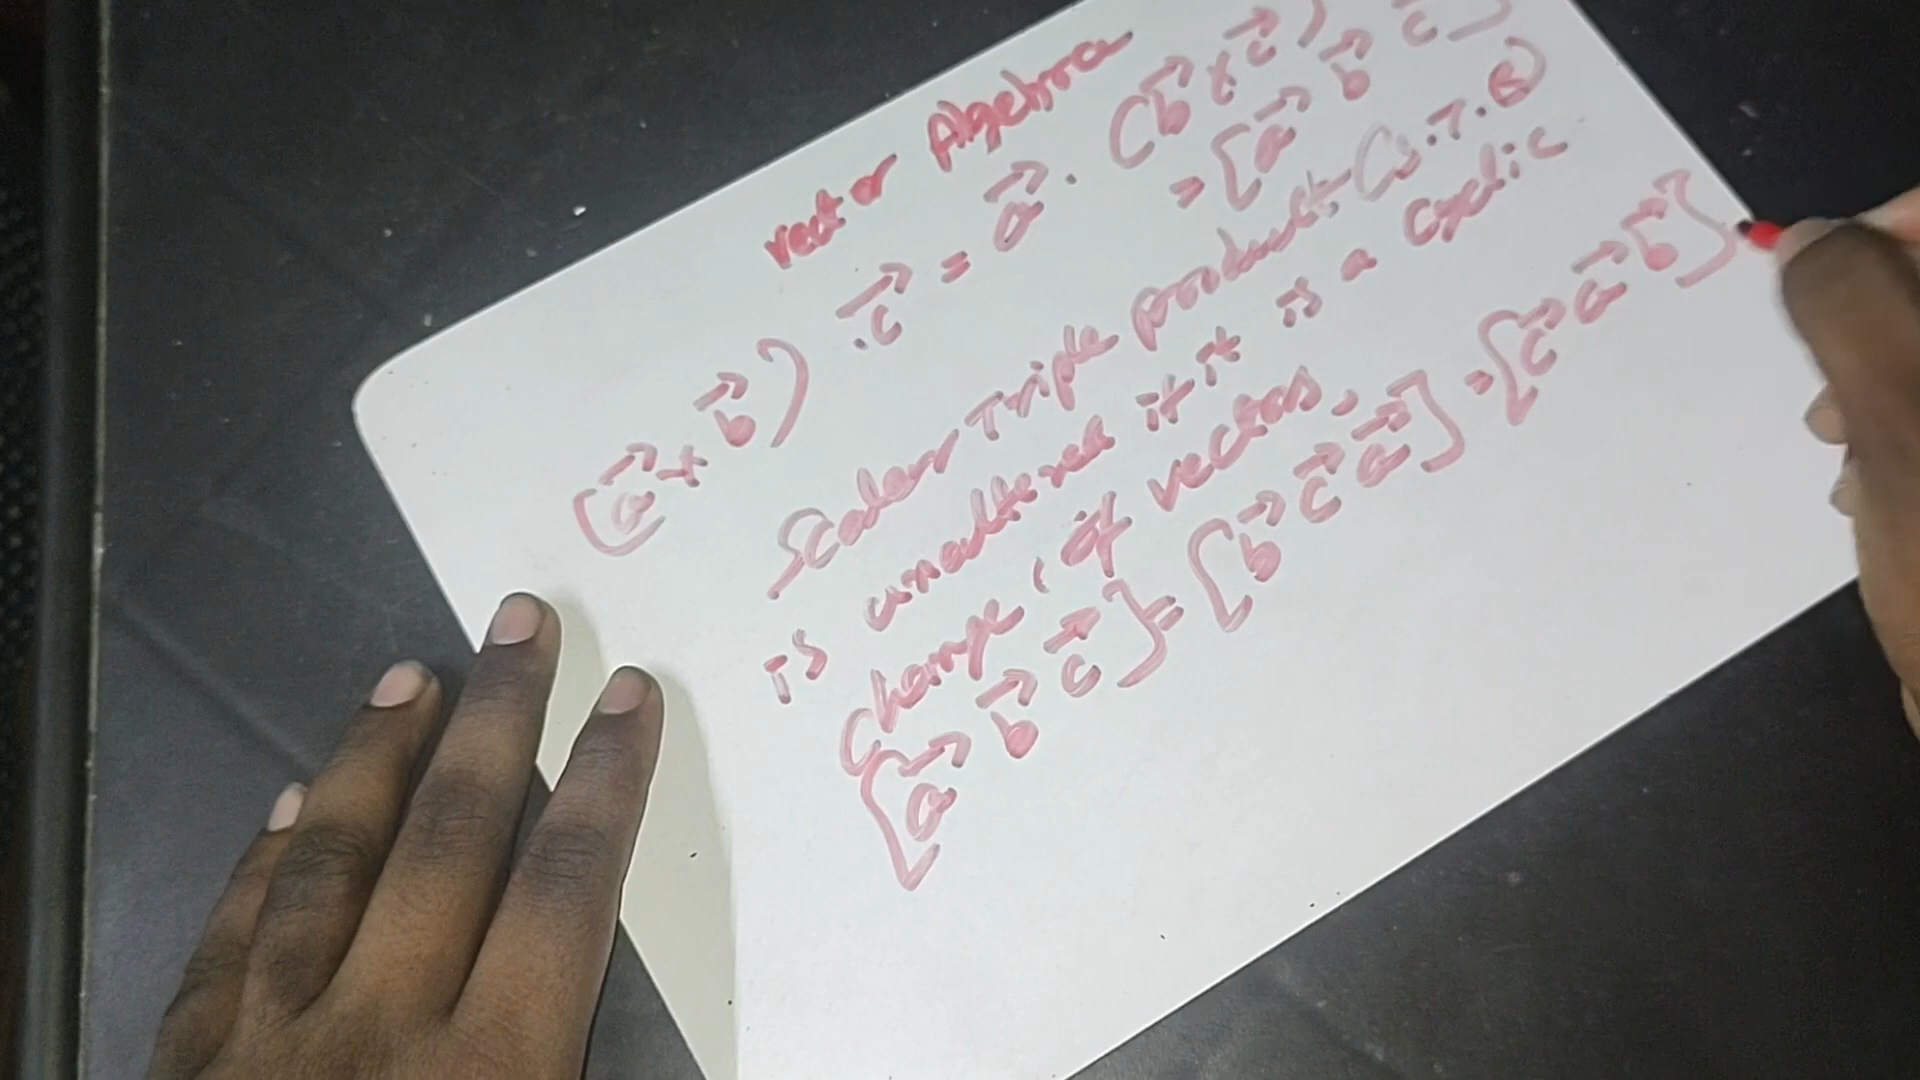 Vector Algebra
(a⃗ × b⃗) . c⃗ = a⃗ . (b⃗ × c⃗)
= [a⃗ b⃗ c⃗]
Scalar Triple product (S.T.P)
is unaltered if it is a cyclic
change, of vectors.
[a⃗ b⃗ c⃗] = [b⃗ c⃗ a⃗] = [c⃗ a⃗ b⃗]